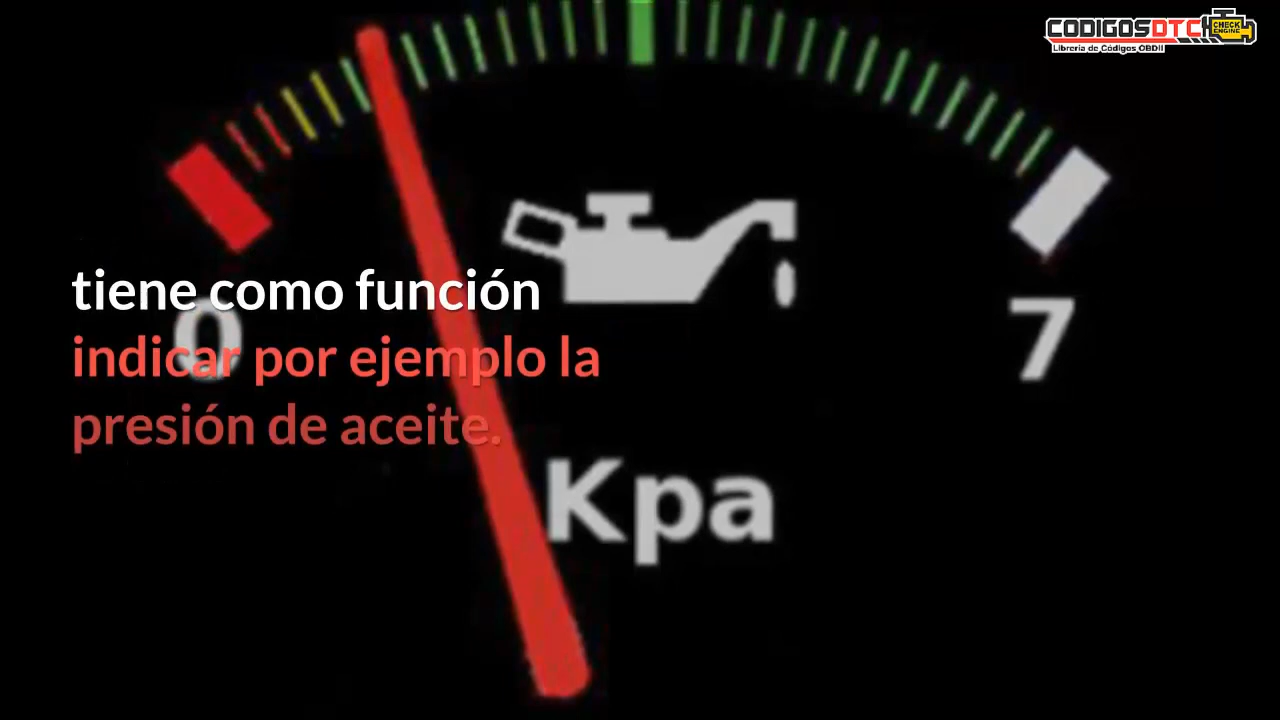 CODIGOSDTC
CHECK
ENGINE
Libreria de Códigos OBDII
tiene como función
0
indicar por ejemplo la
7
presión de aceite.
Kpa